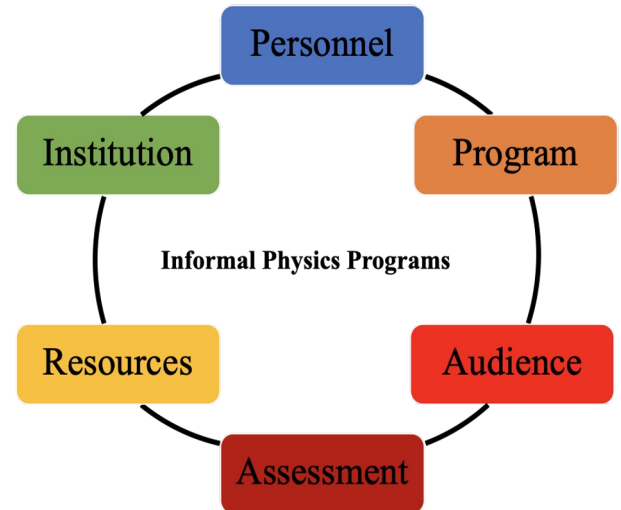 Personnel
Institution
Program
Informal Physics Programs
Resources
Audience
Assessment